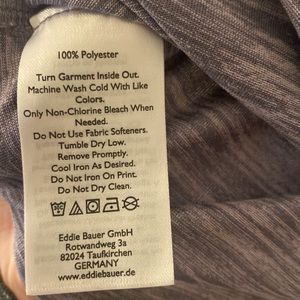 100% Polyester
Turn Garment Inside Out.
Machine Wash Cold With Like
Colors.
Only Non-Chlorine Bleach When
Needed.
Do Not Use Fabric Softeners.
Tumble Dry Low.
Remove Promptly.
Cool Iron As Desired.
Do Not Iron On Print.
Do Not Dry Clean.
Eddie Bauer GmbH
Rotwandweg 3a
82024 Taufkirchen
GERMANY
www.eddiebauer.de